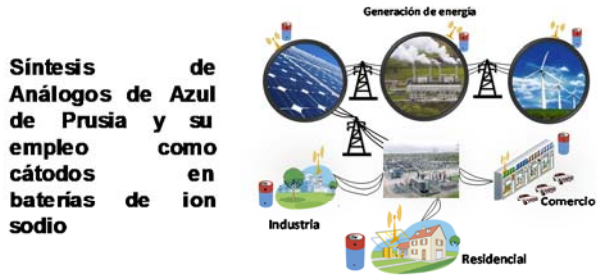 Síntesis de
Análogos de Azul
de Prusia y su
empleo como
cátodos en
baterías de ion
sodio
Generación de energía
Industria
Comercio
Residencial